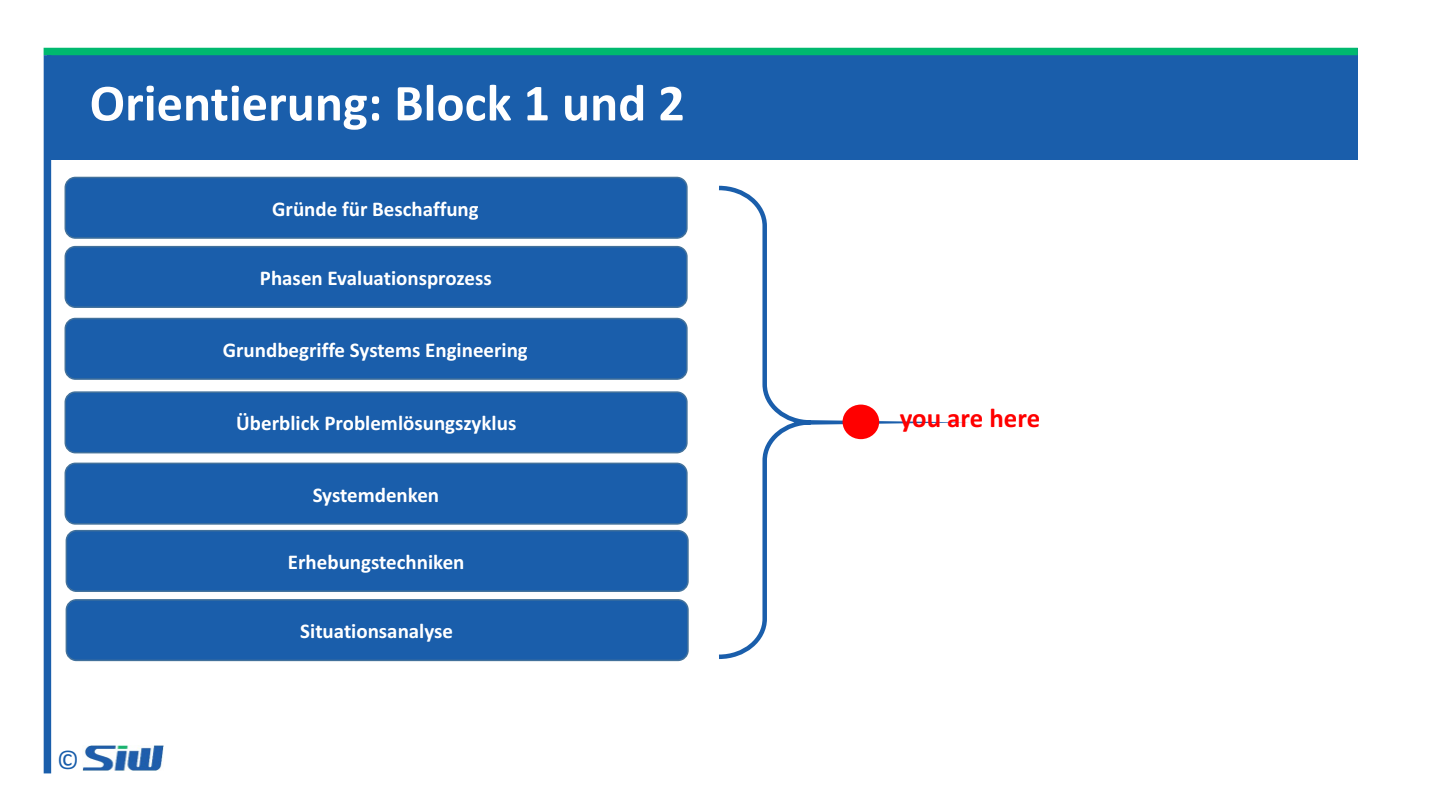 Orientierung: Block 1 und 2
Gründe für Beschaffung
Phasen Evaluationsprozess
Grundbegriffe Systems Engineering
Überblick Problemlösungszyklus
you are here
Systemdenken
Erhebungstechniken
Situationsanalyse
© SiW